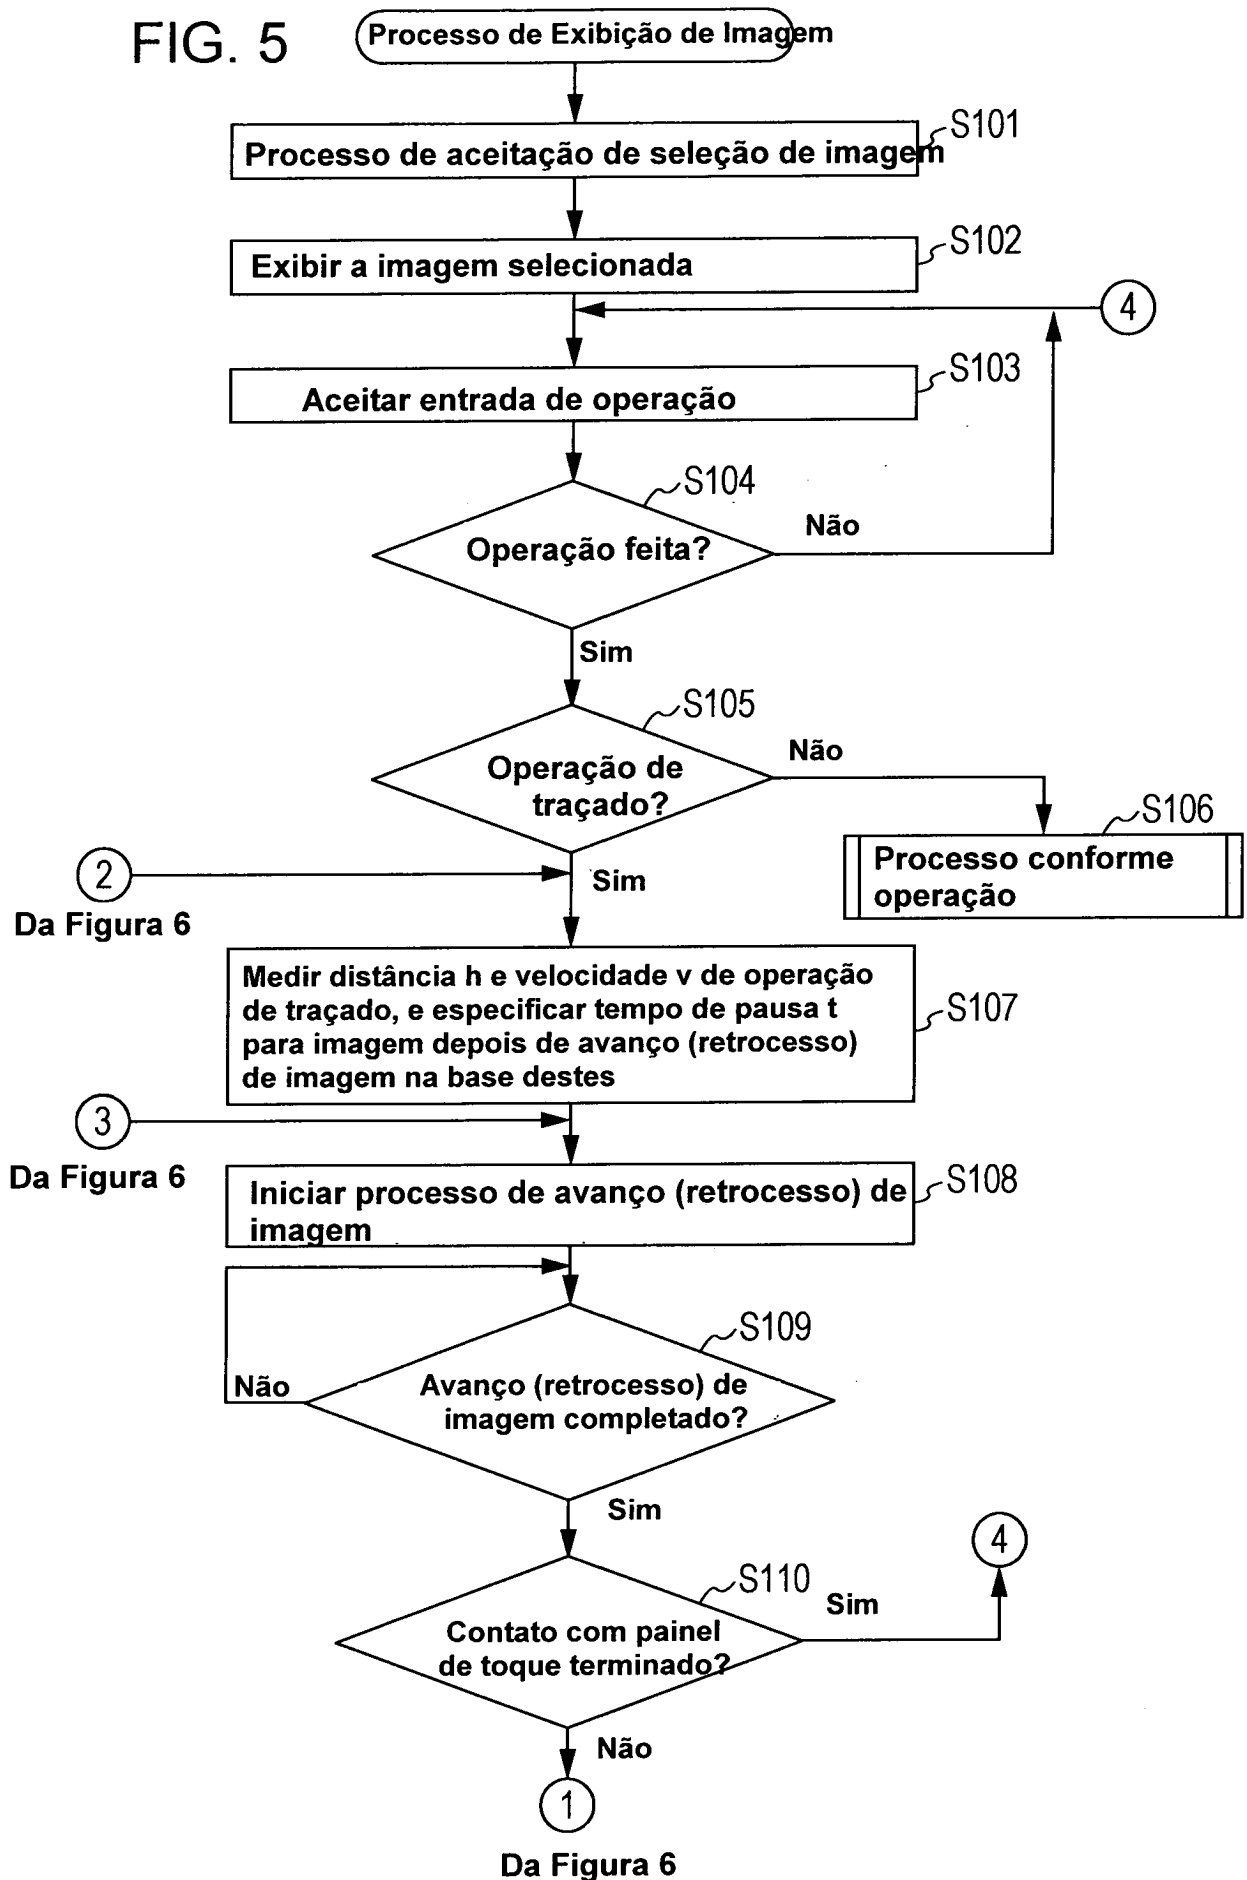 FIG. 5
Processo de Exibição de Imagem
S101
Processo de aceitação de seleção de imagem
S102
Exibir a imagem selecionada
4
S103
Aceitar entrada de operação
S104
Operação feita?
Não
Sim
S105
Operação de
traçado?
Não
S106
Processo conforme
operação
2
Da Figura 6
Sim
Medir distância h e velocidade v de operação
de traçado, e especificar tempo de pausa t
para imagem depois de avanço (retrocesso)
de imagem na base destes
S107
3
Da Figura 6
S108
Iniciar processo de avanço (retrocesso) de
imagem
S109
Avanço (retrocesso) de
imagem completado?
Não
Sim
4
S110
Sim
Contato com painel
de toque terminado?
Não
1
Da Figura 6